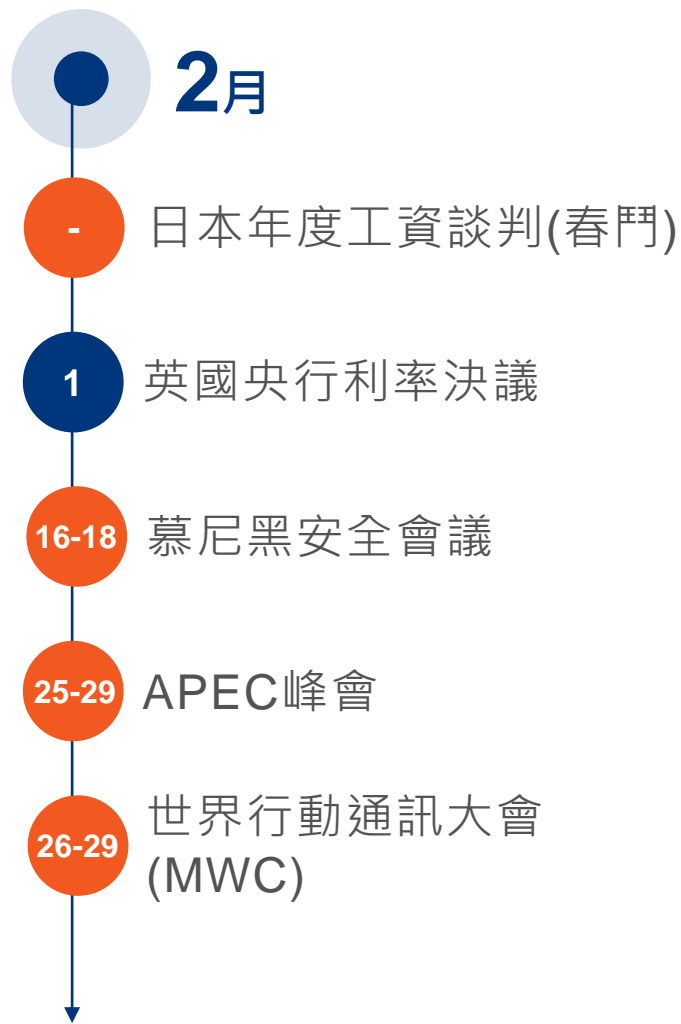 2月
-
日本年度工資談判(春鬥)
1
英國央行利率決議
16-18
慕尼黑安全會議
25-29
APEC峰會
26-29
世界行動通訊大會
(MWC)